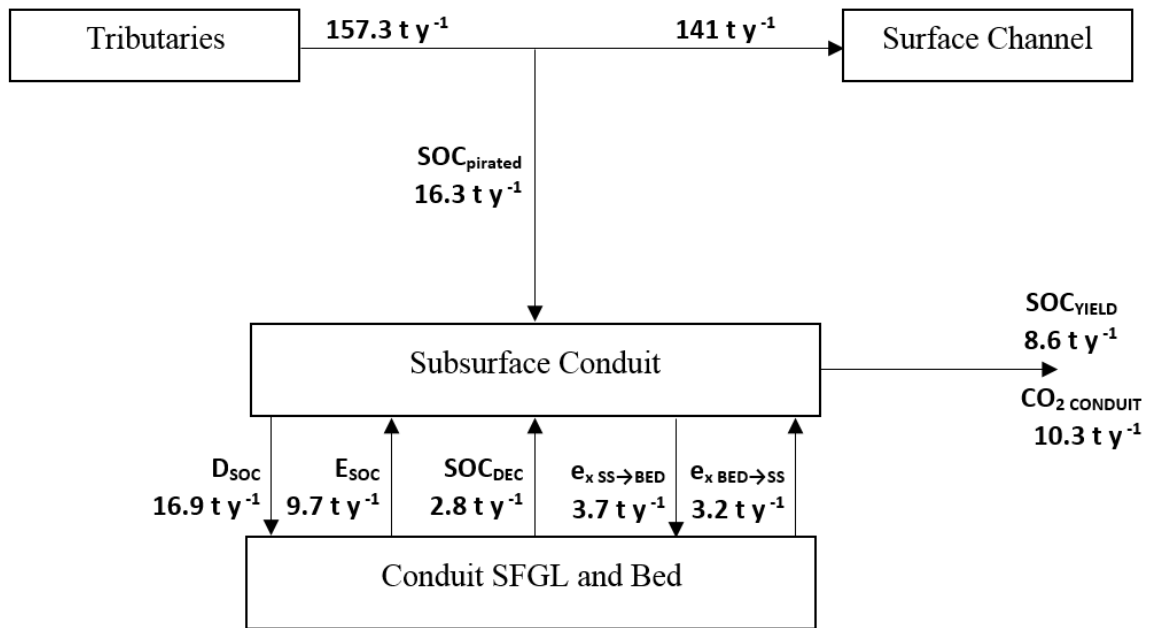 Tributaries
157.3 t y⁻¹
141 t y⁻¹
Surface Channel
SOCpirated
16.3 t y⁻¹
Subsurface Conduit
SOCYIELD
8.6 t y⁻¹
CO₂ CONDUIT
10.3 t y⁻¹
DSOC
16.9 t y⁻¹
ESOC
9.7 t y⁻¹
SOCDEC
2.8 t y⁻¹
ex SS→BED
3.7 t y⁻¹
ex BED→SS
3.2 t y⁻¹
Conduit SFGL and Bed